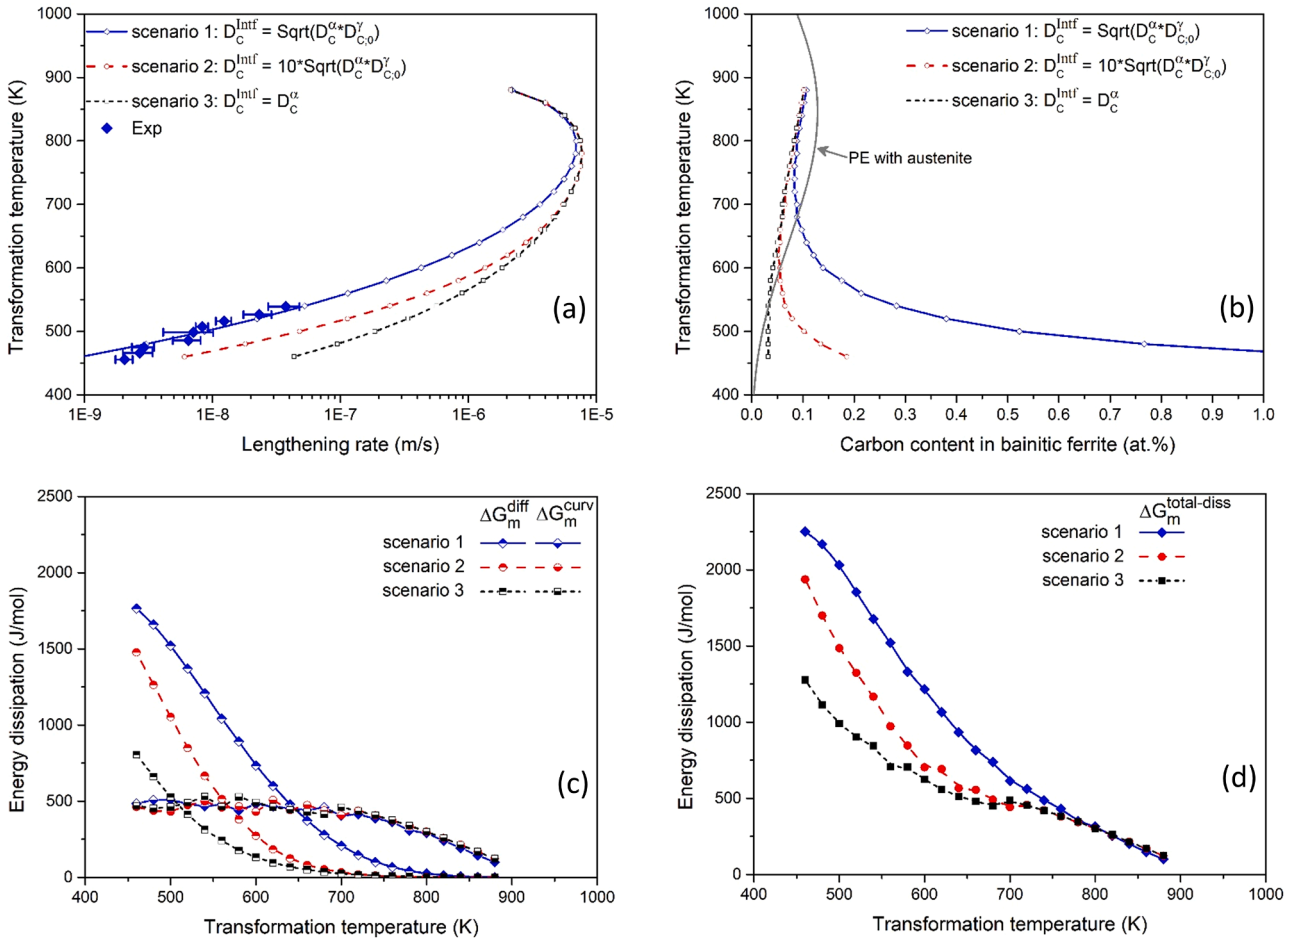 scenario 1: D_C^Intf = Sqrt(D_C^α*D_C;0^γ)
scenario 2: D_C^Intf = 10*Sqrt(D_C^α*D_C;0^γ)
scenario 3: D_C^Intf = D_C^α
Exp
1000
900
800
700
600
500
400
Transformation temperature (K)
(a)
1E-9 1E-8 1E-7 1E-6 1E-5
Lengthening rate (m/s)
scenario 1: D_C^Intf = Sqrt(D_C^α*D_C;0^γ)
scenario 2: D_C^Intf = 10*Sqrt(D_C^α*D_C;0^γ)
scenario 3: D_C^Intf = D_C^α
PE with austenite
1000
900
800
700
600
500
400
Transformation temperature (K)
(b)
0.0 0.1 0.2 0.3 0.4 0.5 0.6 0.7 0.8 0.9 1.0
Carbon content in bainitic ferrite (at.%)
ΔG_m^diff ΔG_m^curv
scenario 1
scenario 2
scenario 3
2500
2000
1500
1000
500
0
Energy dissipation (J/mol)
(c)
400 500 600 700 800 900 1000
Transformation temperature (K)
ΔG_m^total-diss
scenario 1
scenario 2
scenario 3
2500
2000
1500
1000
500
0
Energy dissipation (J/mol)
(d)
400 500 600 700 800 900 1000
Transformation temperature (K)